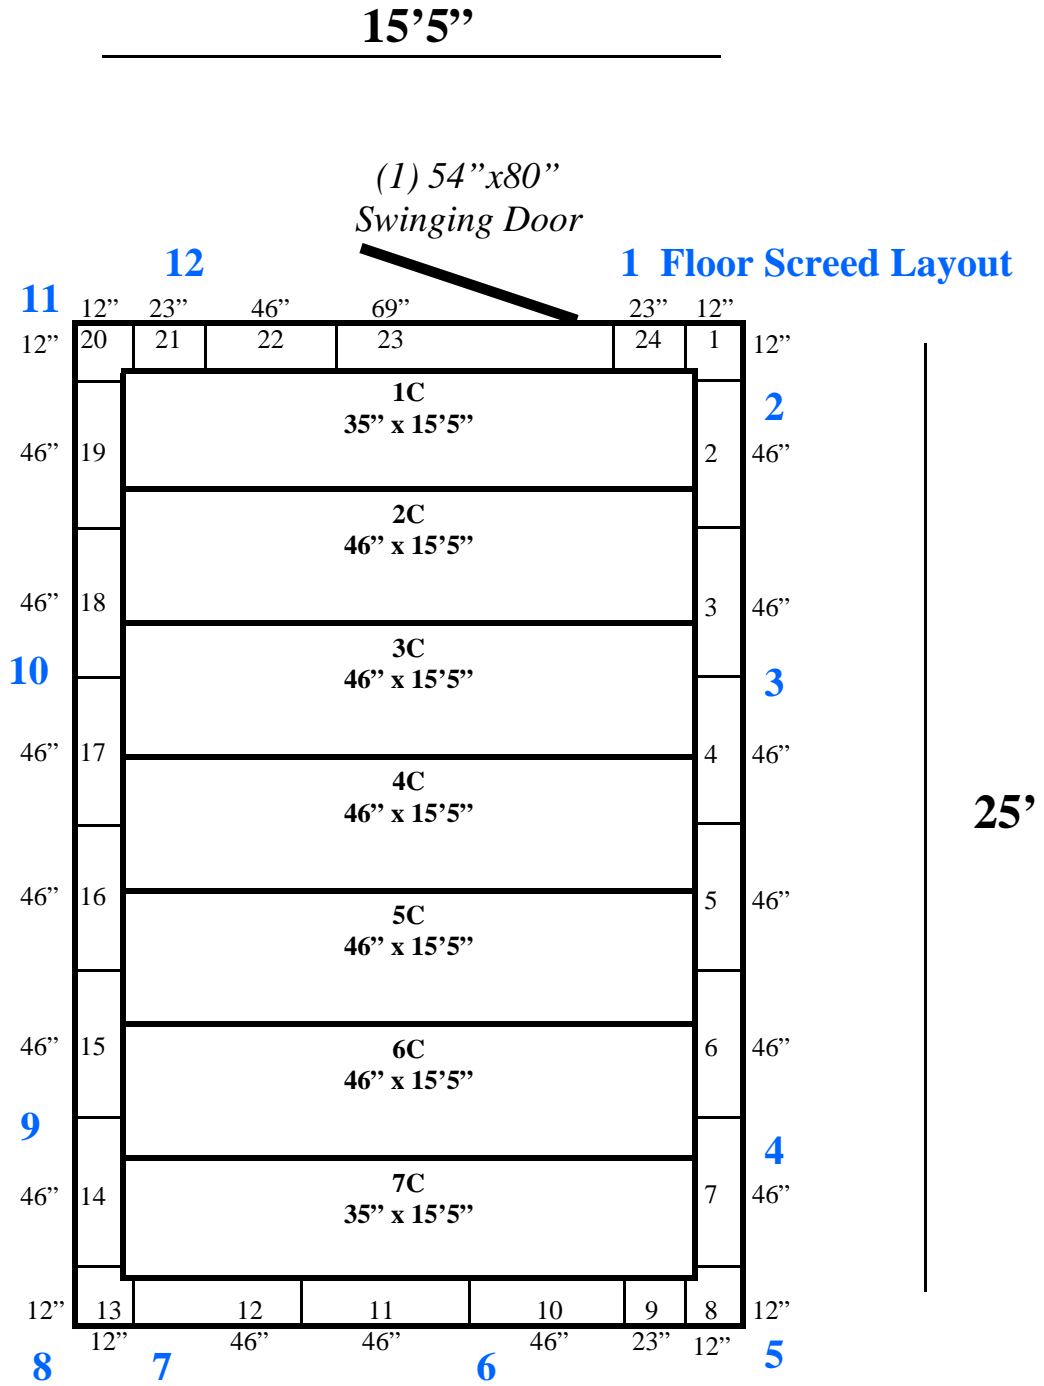 15’5”
(1) 54”x80”
Swinging Door
12
1 Floor Screed Layout
11
12” 23” 46” 69” 23” 12”
12” 20 21 22 23 24 1 12”
1C
35” x 15’5”
2
46” 19 2 46”
2C
46” x 15’5”
46” 18 3 46”
3C
46” x 15’5”
10 3
46” 17 4 46”
4C
46” x 15’5”
25’
46” 16 5 46”
5C
46” x 15’5”
46” 15 6 46”
6C
46” x 15’5”
9 4
46” 14 7 46”
7C
35” x 15’5”
12” 13 12 11 10 9 8 12”
12” 46” 46” 46” 23” 12”
8 7 6 5